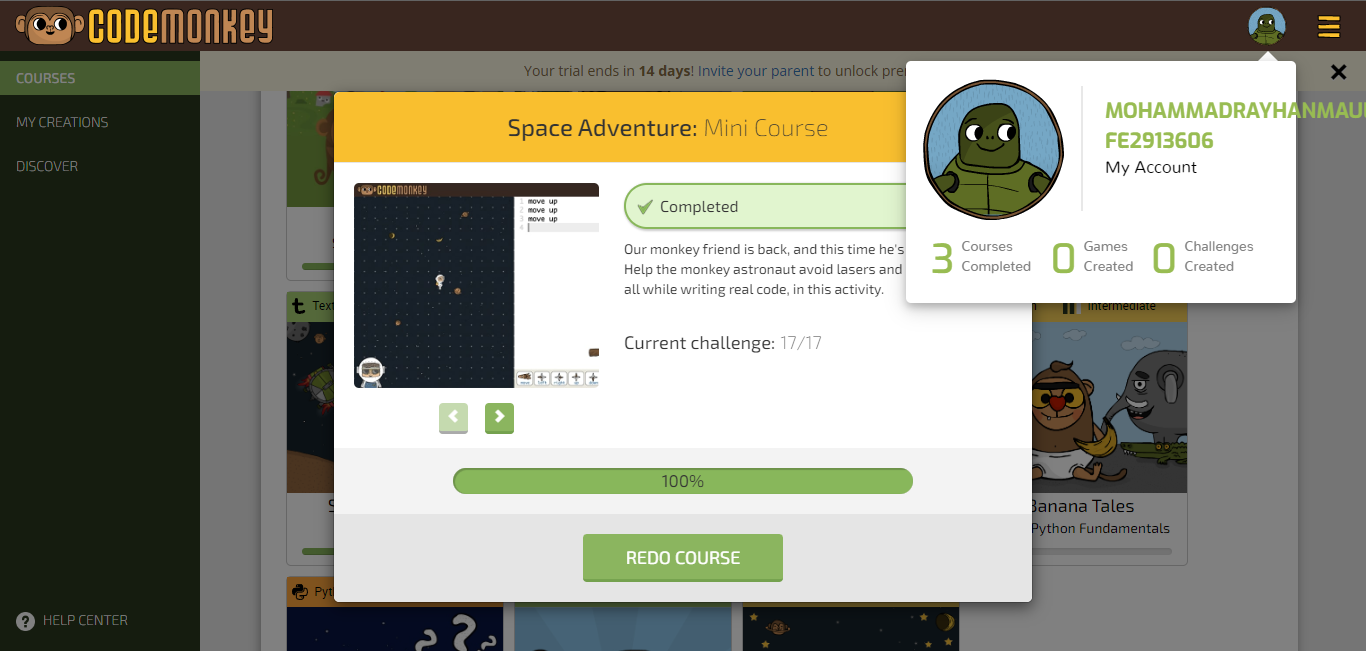 CODEMONKEY
COURSES
MY CREATIONS
DISCOVER
HELP CENTER
Your trial ends in 14 days! Invite your parent to unlock
Space Adventure: Mini Course
CODEMONKEY
1 move up
2 move up
3 move up
4
Completed
Our monkey friend is back, and this time he's
Help the monkey astronaut avoid lasers and
all while writing real code, in this activity.
Current challenge: 17/17
100%
REDO COURSE
MOHAMMADRAYHANMAU
FE2913606
My Account
3 Courses Completed
0 Games Created
0 Challenges Created
Text
Intermediate
Banana Tales
Python Fundamentals